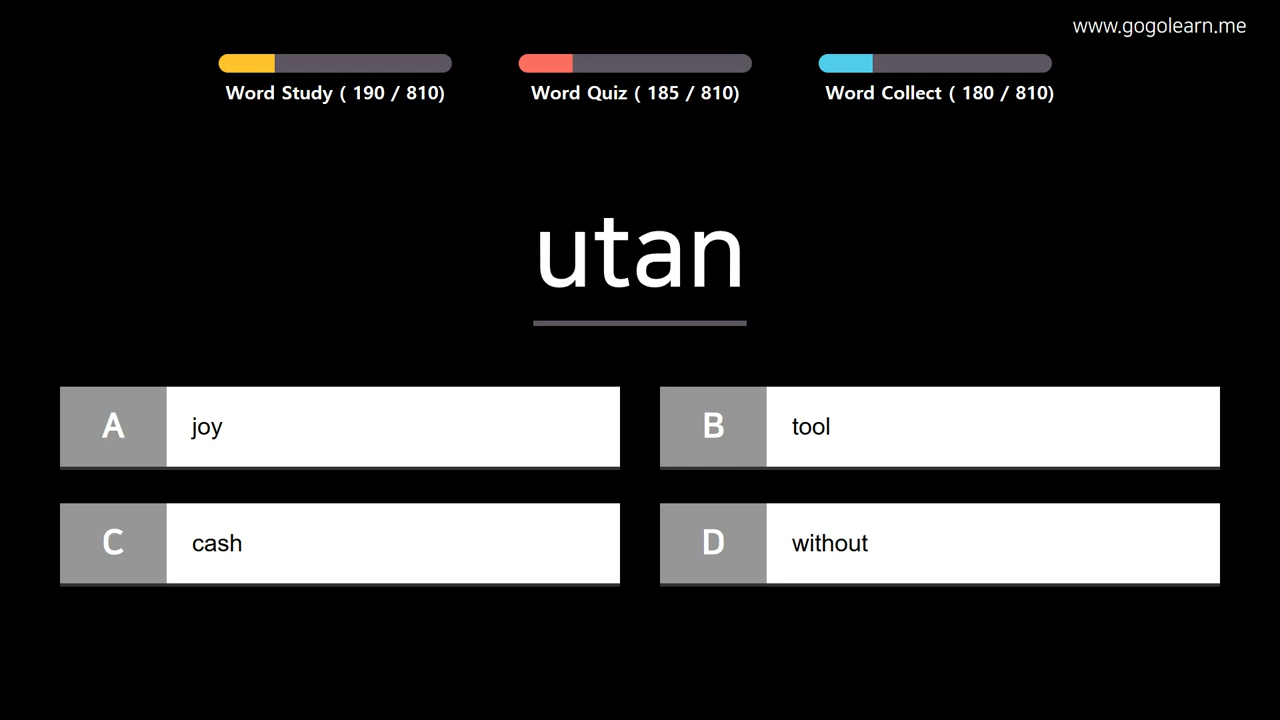 www.gogolearn.me
Word Study ( 190 / 810)
Word Quiz ( 185 / 810)
Word Collect ( 180 / 810)
utan
A joy
B tool
C cash
D without